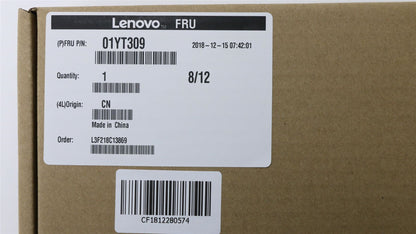 Lenovo FRU
(P)FRU P/N: 01YT309 2018-12-15 07:42:01
Quantity: 1 8/12
(4L)Origin: CN
Made in China
Order: L3F218C13869
CF1812280574